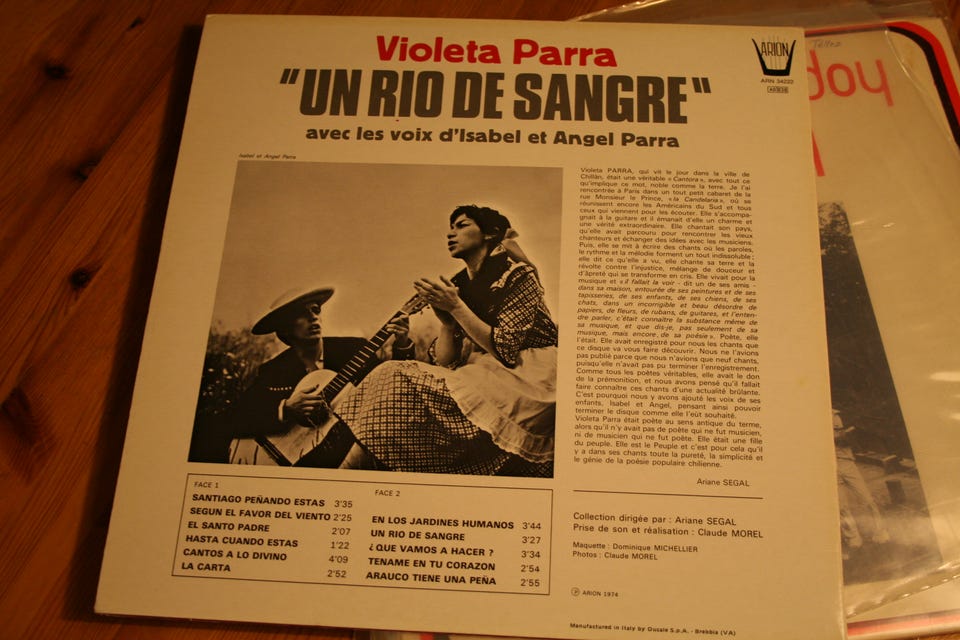 Violeta Parra
"UN RIO DE SANGRE"
avec les voix d'Isabel et Angel Parra
ARION
ARN 34222
Isabel et Angel Parra
Violeta PARRA, qui vit le jour dans la ville de
Chillán, était une véritable « Cantora », avec tout ce
qu'implique ce mot, noble comme la terre. Je l'ai
rencontrée à Paris dans un tout petit cabaret de la
rue Monsieur le Prince, « la Candelaria », où se
réunissent encore les Américains du Sud et tous
ceux qui viennent pour les écouter. Elle s'accompa-
gnait à la guitare et il émanait d'elle un charme et
une vérité extraordinaire. Elle chantait son pays,
qu'elle avait parcouru pour rencontrer les vieux
chanteurs et échanger des idées avec les musiciens.
Puis, elle se mit à écrire des chants où les paroles,
le rythme et la mélodie forment un tout indissoluble ;
elle dit ce qu'elle a vu, elle chante sa terre et la
révolte contre l'injustice, mélange de douceur et
d'âpreté qui se transforme en cris. Elle vivait pour la
musique et « il fallait la voir - dit un de ses amis -
dans sa maison, entourée de ses peintures et de ses
tapisseries, de ses enfants, de ses chiens, de ses
chats, dans un incorrigible et beau désordre de
papiers, de fleurs, de rubans, de guitares, et l'enten-
dre parler, c'était connaître la substance même de
sa musique, et que dis-je, pas seulement de sa
musique, mais encore, de sa poésie ». Poète, elle
l'était. Elle avait enregistré pour nous les chants que
ce disque va vous faire découvrir. Nous ne l'avions
pas publié parce que nous n'avions que neuf chants,
puisqu'elle n'avait pas pu terminer l'enregistrement.
Comme tous les poètes véritables, elle avait le don
de la prémonition, et nous avons pensé qu'il fallait
faire connaître ces chants d'une actualité brûlante.
C'est pourquoi nous y avons ajouté les voix de ses
enfants, Isabel et Angel, pensant ainsi pouvoir
terminer le disque comme elle l'eût souhaité.
Violeta Parra était poète au sens antique du terme,
alors qu'il n'y avait pas de poète qui ne fut musicien,
ni de musicien qui ne fut poète. Elle était une fille
du peuple. Elle est le Peuple et c'est pour cela qu'il
y a dans ses chants toute la pureté, la simplicité et
le génie de la poésie populaire chilienne.
Ariane SEGAL
FACE 1
SANTIAGO PEÑANDO ESTAS 3'35
SEGUN EL FAVOR DEL VIENTO 2'25
EL SANTO PADRE 2'07
HASTA CUANDO ESTAS 1'22
CANTOS A LO DIVINO 4'09
LA CARTA 2'52
FACE 2
EN LOS JARDINES HUMANOS 3'44
UN RIO DE SANGRE 3'27
¿ QUE VAMOS A HACER ? 3'34
TENAME EN TU CORAZON 2'54
ARAUCO TIENE UNA PEÑA 2'55
Collection dirigée par : Ariane SEGAL
Prise de son et réalisation : Claude MOREL
Maquette : Dominique MICHELLIER
Photos : Claude MOREL
Ⓟ ARION 1974
Manufactured in Italy by Ousale S.p.A. - Brebbia (VA)
doy